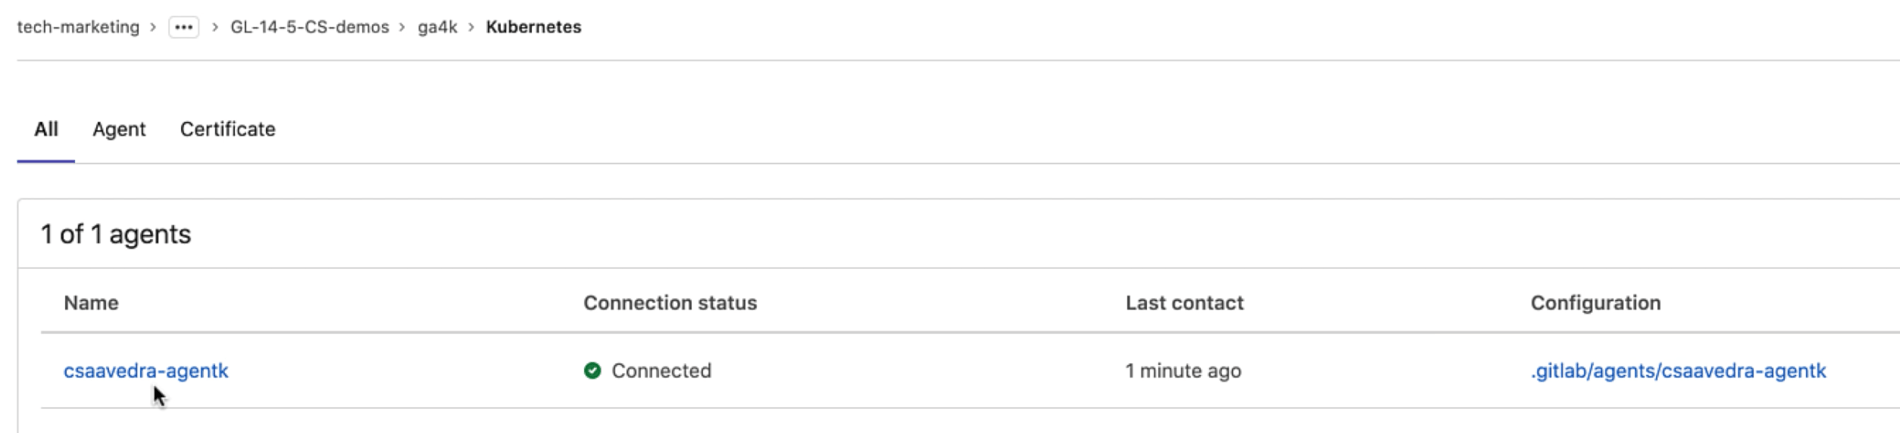 tech-marketing > ••• > GL-14-5-CS-demos > ga4k > Kubernetes
All Agent Certificate
1 of 1 agents
Name Connection status Last contact Configuration
csaavedra-agentk Connected 1 minute ago .gitlab/agents/csaavedra-agentk